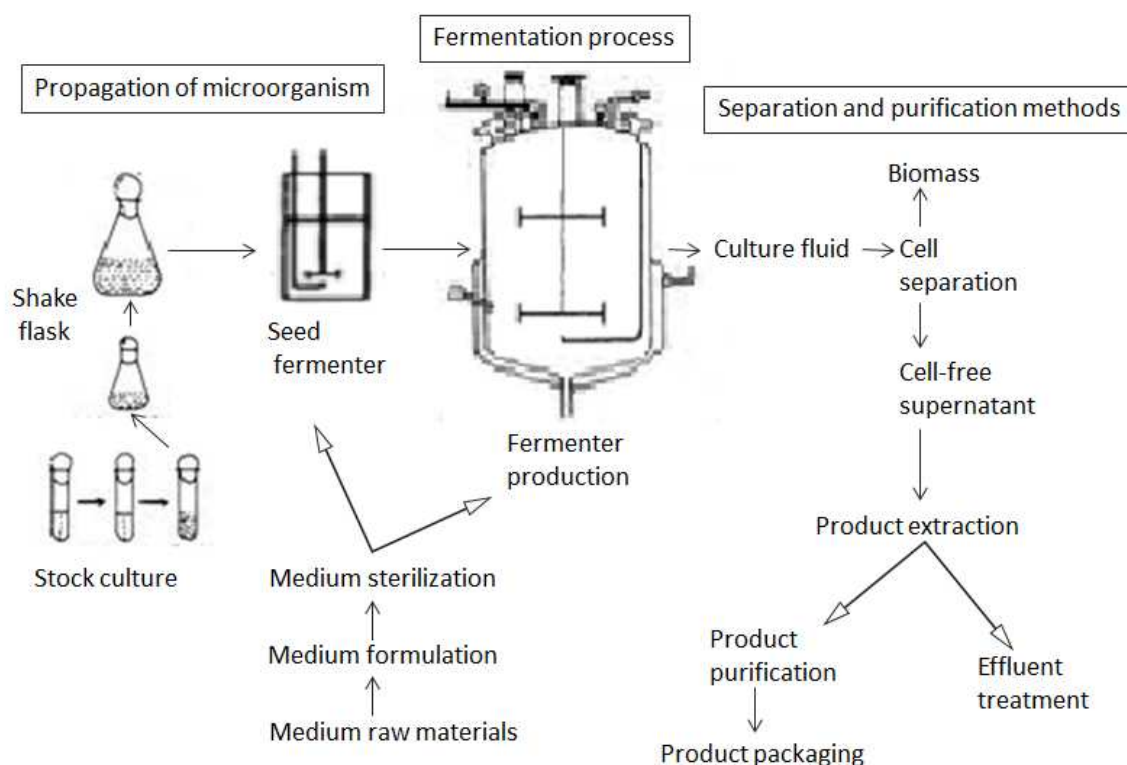 Fermentation process
Propagation of microorganism
Separation and purification methods
Biomass
Shake
flask
Seed
fermenter
Culture fluid
Cell
separation
Cell-free
supernatant
Fermenter
production
Stock culture
Medium sterilization
Medium formulation
Medium raw materials
Product extraction
Product
purification
Effluent
treatment
Product packaging